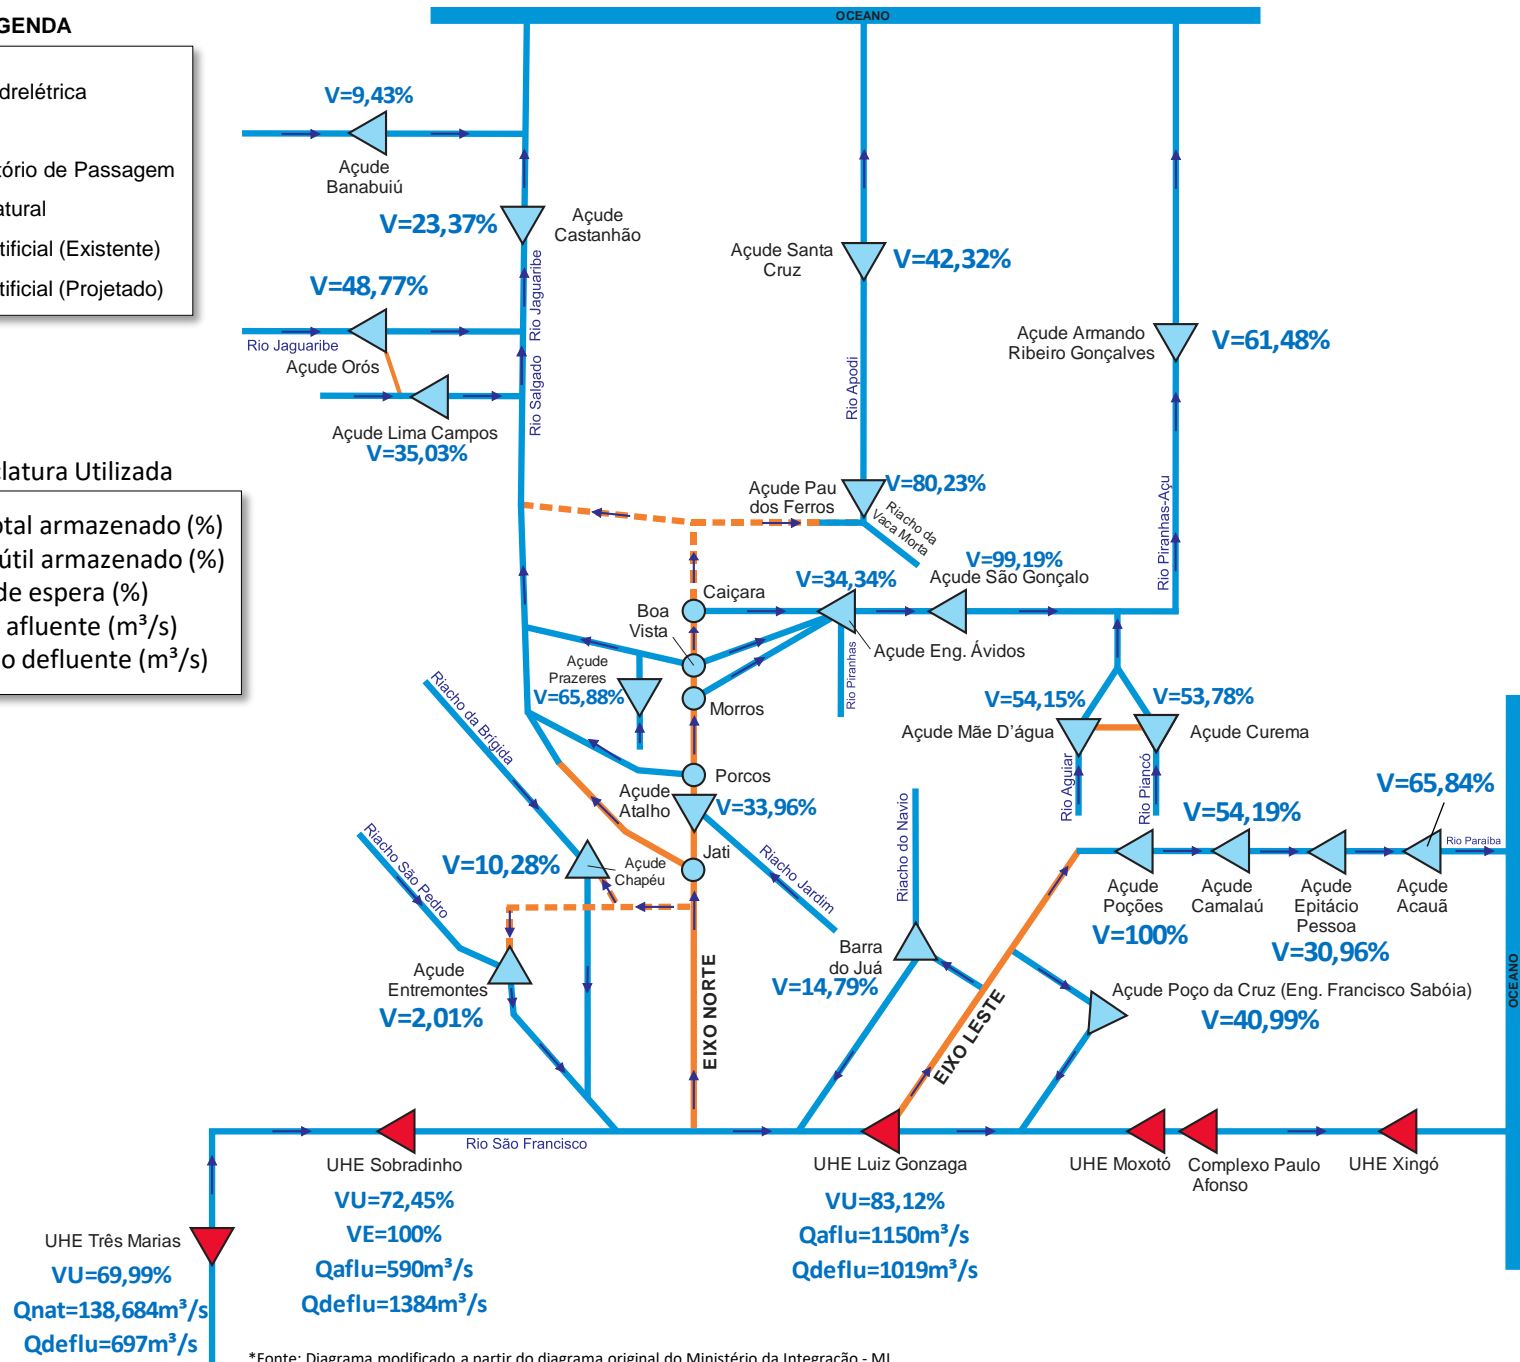 OCEANO
GENDA
drelétrica
tório de Passagem
atural
tificial (Existente)
tificial (Projetado)
V=9,43%
Açude
Banabuiú
V=23,37%
Açude
Castanhão
Rio Jaguaribe
V=48,77%
Rio Jaguaribe
Açude Orós
Rio Salgado
Açude Lima Campos
V=35,03%
Açude Santa
Cruz
V=42,32%
Rio Apodi
Açude Armando
Ribeiro Gonçalves
V=61,48%
Rio Piranhas-Açu
clatura Utilizada
otal armazenado (%)
útil armazenado (%)
de espera (%)
afluente (m³/s)
o defluente (m³/s)
Açude Pau
dos Ferros
V=80,23%
Riacho da
Vaca Morta
V=99,19%
Açude São Gonçalo
V=34,34%
Caiçara
Boa
Vista
Açude Eng. Ávidos
Rio Piranhas
Açude
Prazeres
V=65,88%
Morros
Riacho da Brígida
V=54,15%
V=53,78%
Açude Mãe D'água
Açude Curema
Rio Aguiar
Rio Piancó
Porcos
Açude
Atalho
V=33,96%
Jati
Riacho Jardim
Riacho do Navio
V=65,84%
V=54,19%
Rio Paraíba
Riacho São Pedro
V=10,28%
Açude
Chapéu
Açude
Poções
V=100%
Açude
Camalaú
Açude
Epitácio
Pessoa
V=30,96%
Açude
Acauã
Açude
Entremontes
V=2,01%
EIXO NORTE
Barra
do Juá
V=14,79%
EIXO LESTE
Açude Poço da Cruz (Eng. Francisco Sabóia)
V=40,99%
OCEANO
Rio São Francisco
UHE Sobradinho
VU=72,45%
VE=100%
Qaflu=590m³/s
Qdeflu=1384m³/s
UHE Luiz Gonzaga
VU=83,12%
Qaflu=1150m³/s
Qdeflu=1019m³/s
UHE Moxotó
Complexo Paulo
Afonso
UHE Xingó
UHE Três Marias
VU=69,99%
Qnat=138,684m³/s
Qdeflu=697m³/s
*Fonte: Diagrama modificado a partir do diagrama original do Ministério da Integração - MI